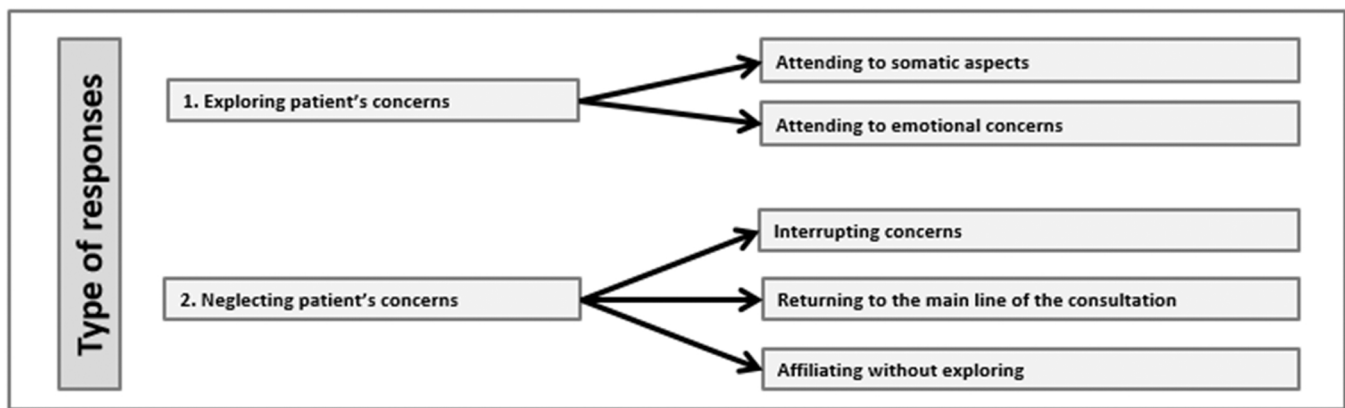 Type of responses
1. Exploring patient's concerns
Attending to somatic aspects
Attending to emotional concerns
2. Neglecting patient's concerns
Interrupting concerns
Returning to the main line of the consultation
Affiliating without exploring